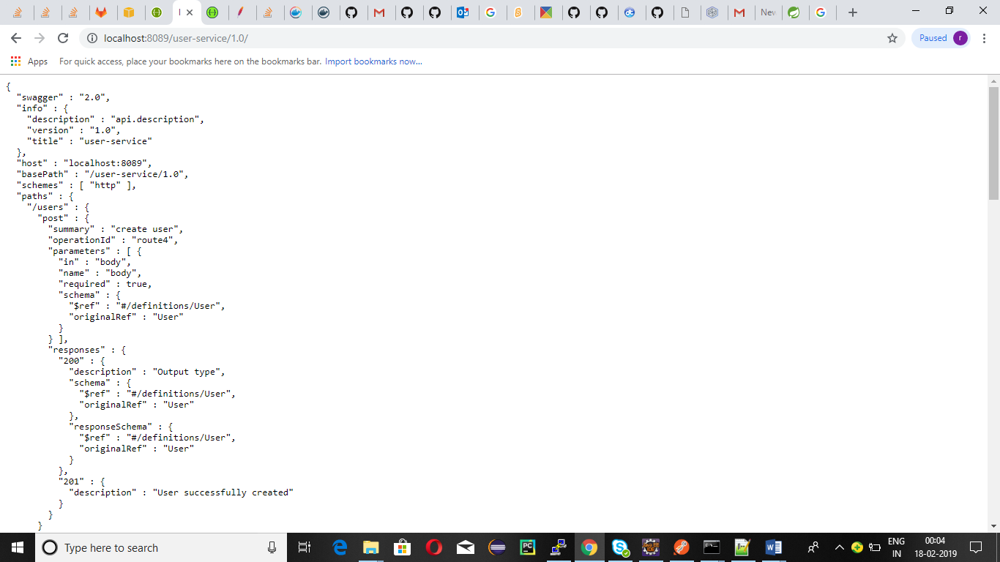 New
localhost:8089/user-service/1.0/
Paused
r
Apps
For quick access, place your bookmarks here on the bookmarks bar. Import bookmarks now...
{
"swagger" : "2.0",
"info" : {
"description" : "api.description",
"version" : "1.0",
"title" : "user-service"
},
"host" : "localhost:8089",
"basePath" : "/user-service/1.0",
"schemes" : [ "http" ],
"paths" : {
"/users" : {
"post" : {
"summary" : "create user",
"operationId" : "route4",
"parameters" : [ {
"in" : "body",
"name" : "body",
"required" : true,
"schema" : {
"$ref" : "#/definitions/User",
"originalRef" : "User"
}
} ],
"responses" : {
"200" : {
"description" : "Output type",
"schema" : {
"$ref" : "#/definitions/User",
"originalRef" : "User"
},
"responseSchema" : {
"$ref" : "#/definitions/User",
"originalRef" : "User"
}
},
"201" : {
"description" : "User successfully created"
}
}
}
Type here to search
ENG
IN
00:04
18-02-2019